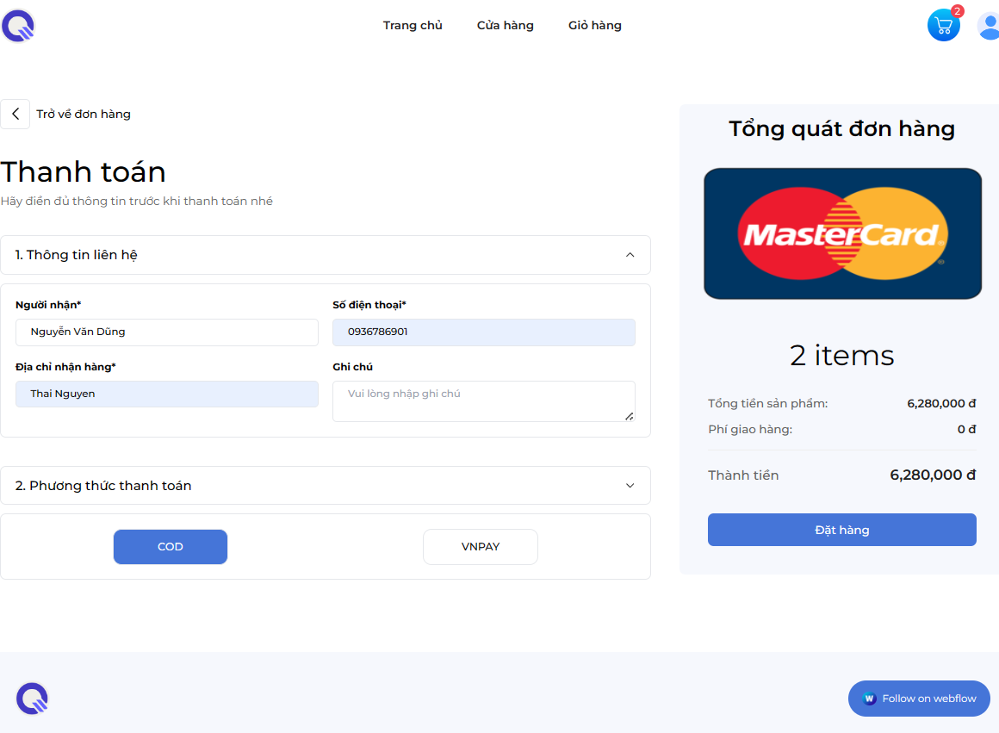 Trang chủ Cửa hàng Giỏ hàng 2
Trở về đơn hàng
Thanh toán
Hãy điền đủ thông tin trước khi thanh toán nhé
1. Thông tin liên hệ
Người nhận* Số điện thoại*
Nguyễn Văn Dũng 0936786901
Địa chỉ nhận hàng* Ghi chú
Thai Nguyen Vui lòng nhập ghi chú
2. Phương thức thanh toán
COD VNPAY
Tổng quát đơn hàng
MasterCard®
2 items
Tổng tiền sản phẩm: 6,280,000 đ
Phí giao hàng: 0 đ
Thành tiền 6,280,000 đ
Đặt hàng
W Follow on webflow